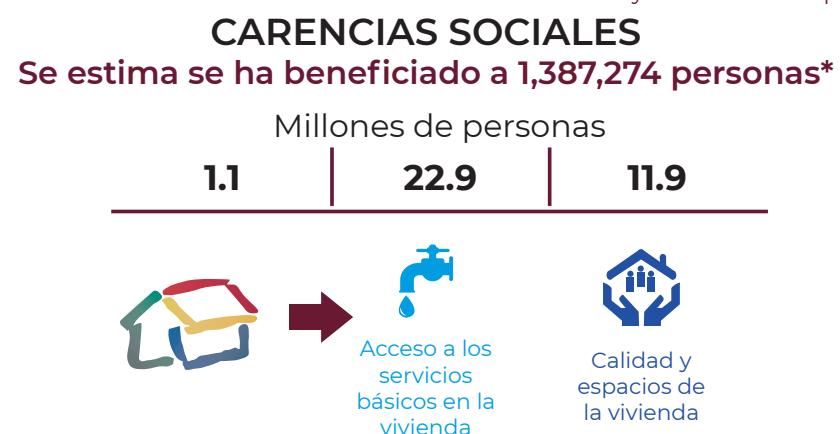 CARENCIAS SOCIALES
Se estima se ha beneficiado a 1,387,274 personas*
Millones de personas
1.1 22.9 11.9
Acceso a los
servicios
básicos en la
vivienda
Calidad y
espacios de
la vivienda